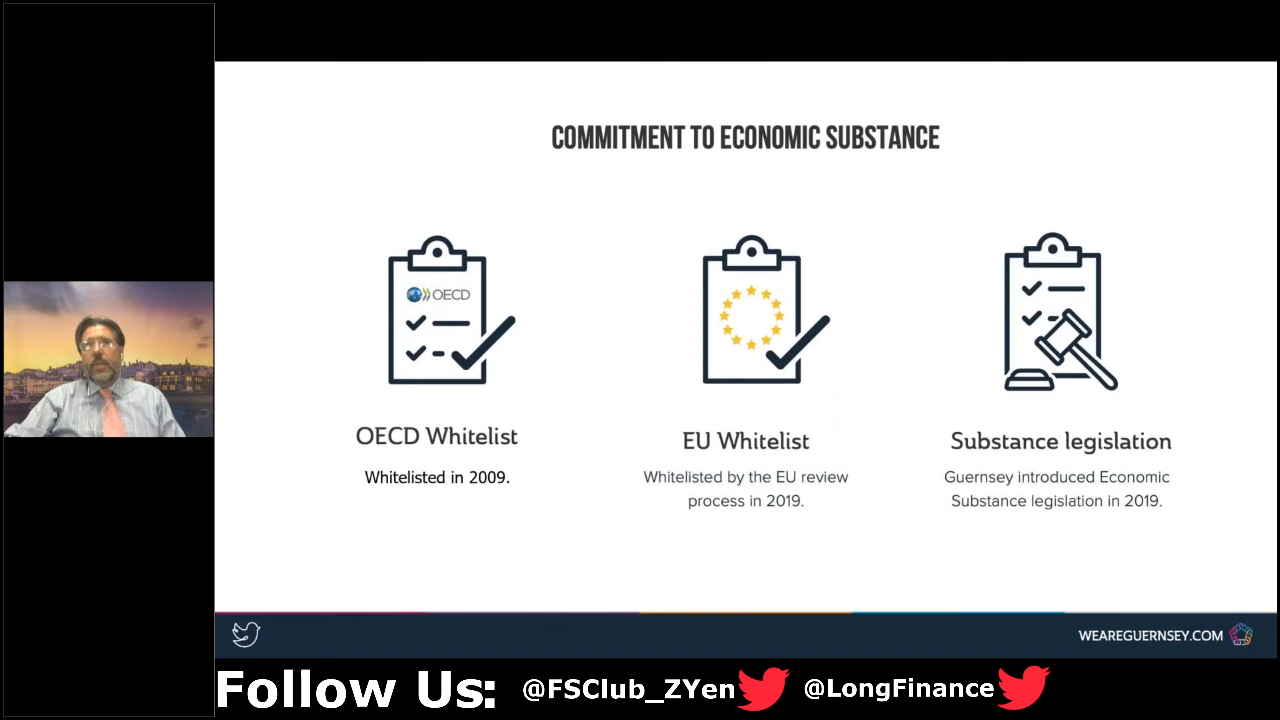 COMMITMENT TO ECONOMIC SUBSTANCE
OECD
OECD Whitelist
Whitelisted in 2009.
EU Whitelist
Whitelisted by the EU review
process in 2019.
Substance legislation
Guernsey introduced Economic
Substance legislation in 2019.
WEAREGUERNSEY.COM
Follow Us: @FSClub_ZYen @LongFinance